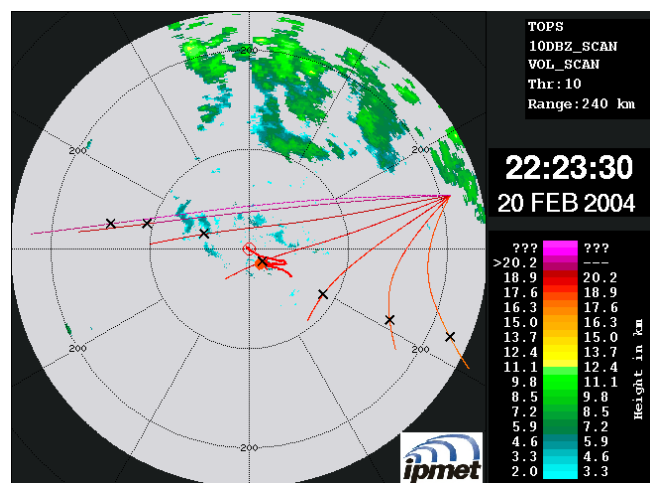 TOPS
10DBZ_SCAN
VOL_SCAN
Thr:10
Range:240 km
22:23:30
20 FEB 2004
??? ???
>20.2 ---
18.9 20.2
17.6 18.9
16.3 17.6
15.0 16.3
13.7 15.0
12.4 13.7
11.1 12.4
9.8 11.1
8.5 9.8
7.2 8.5
5.9 7.2
4.6 5.9
3.3 4.6
2.0 3.3
Height in km
200
200
200
200
200
200
ipmet